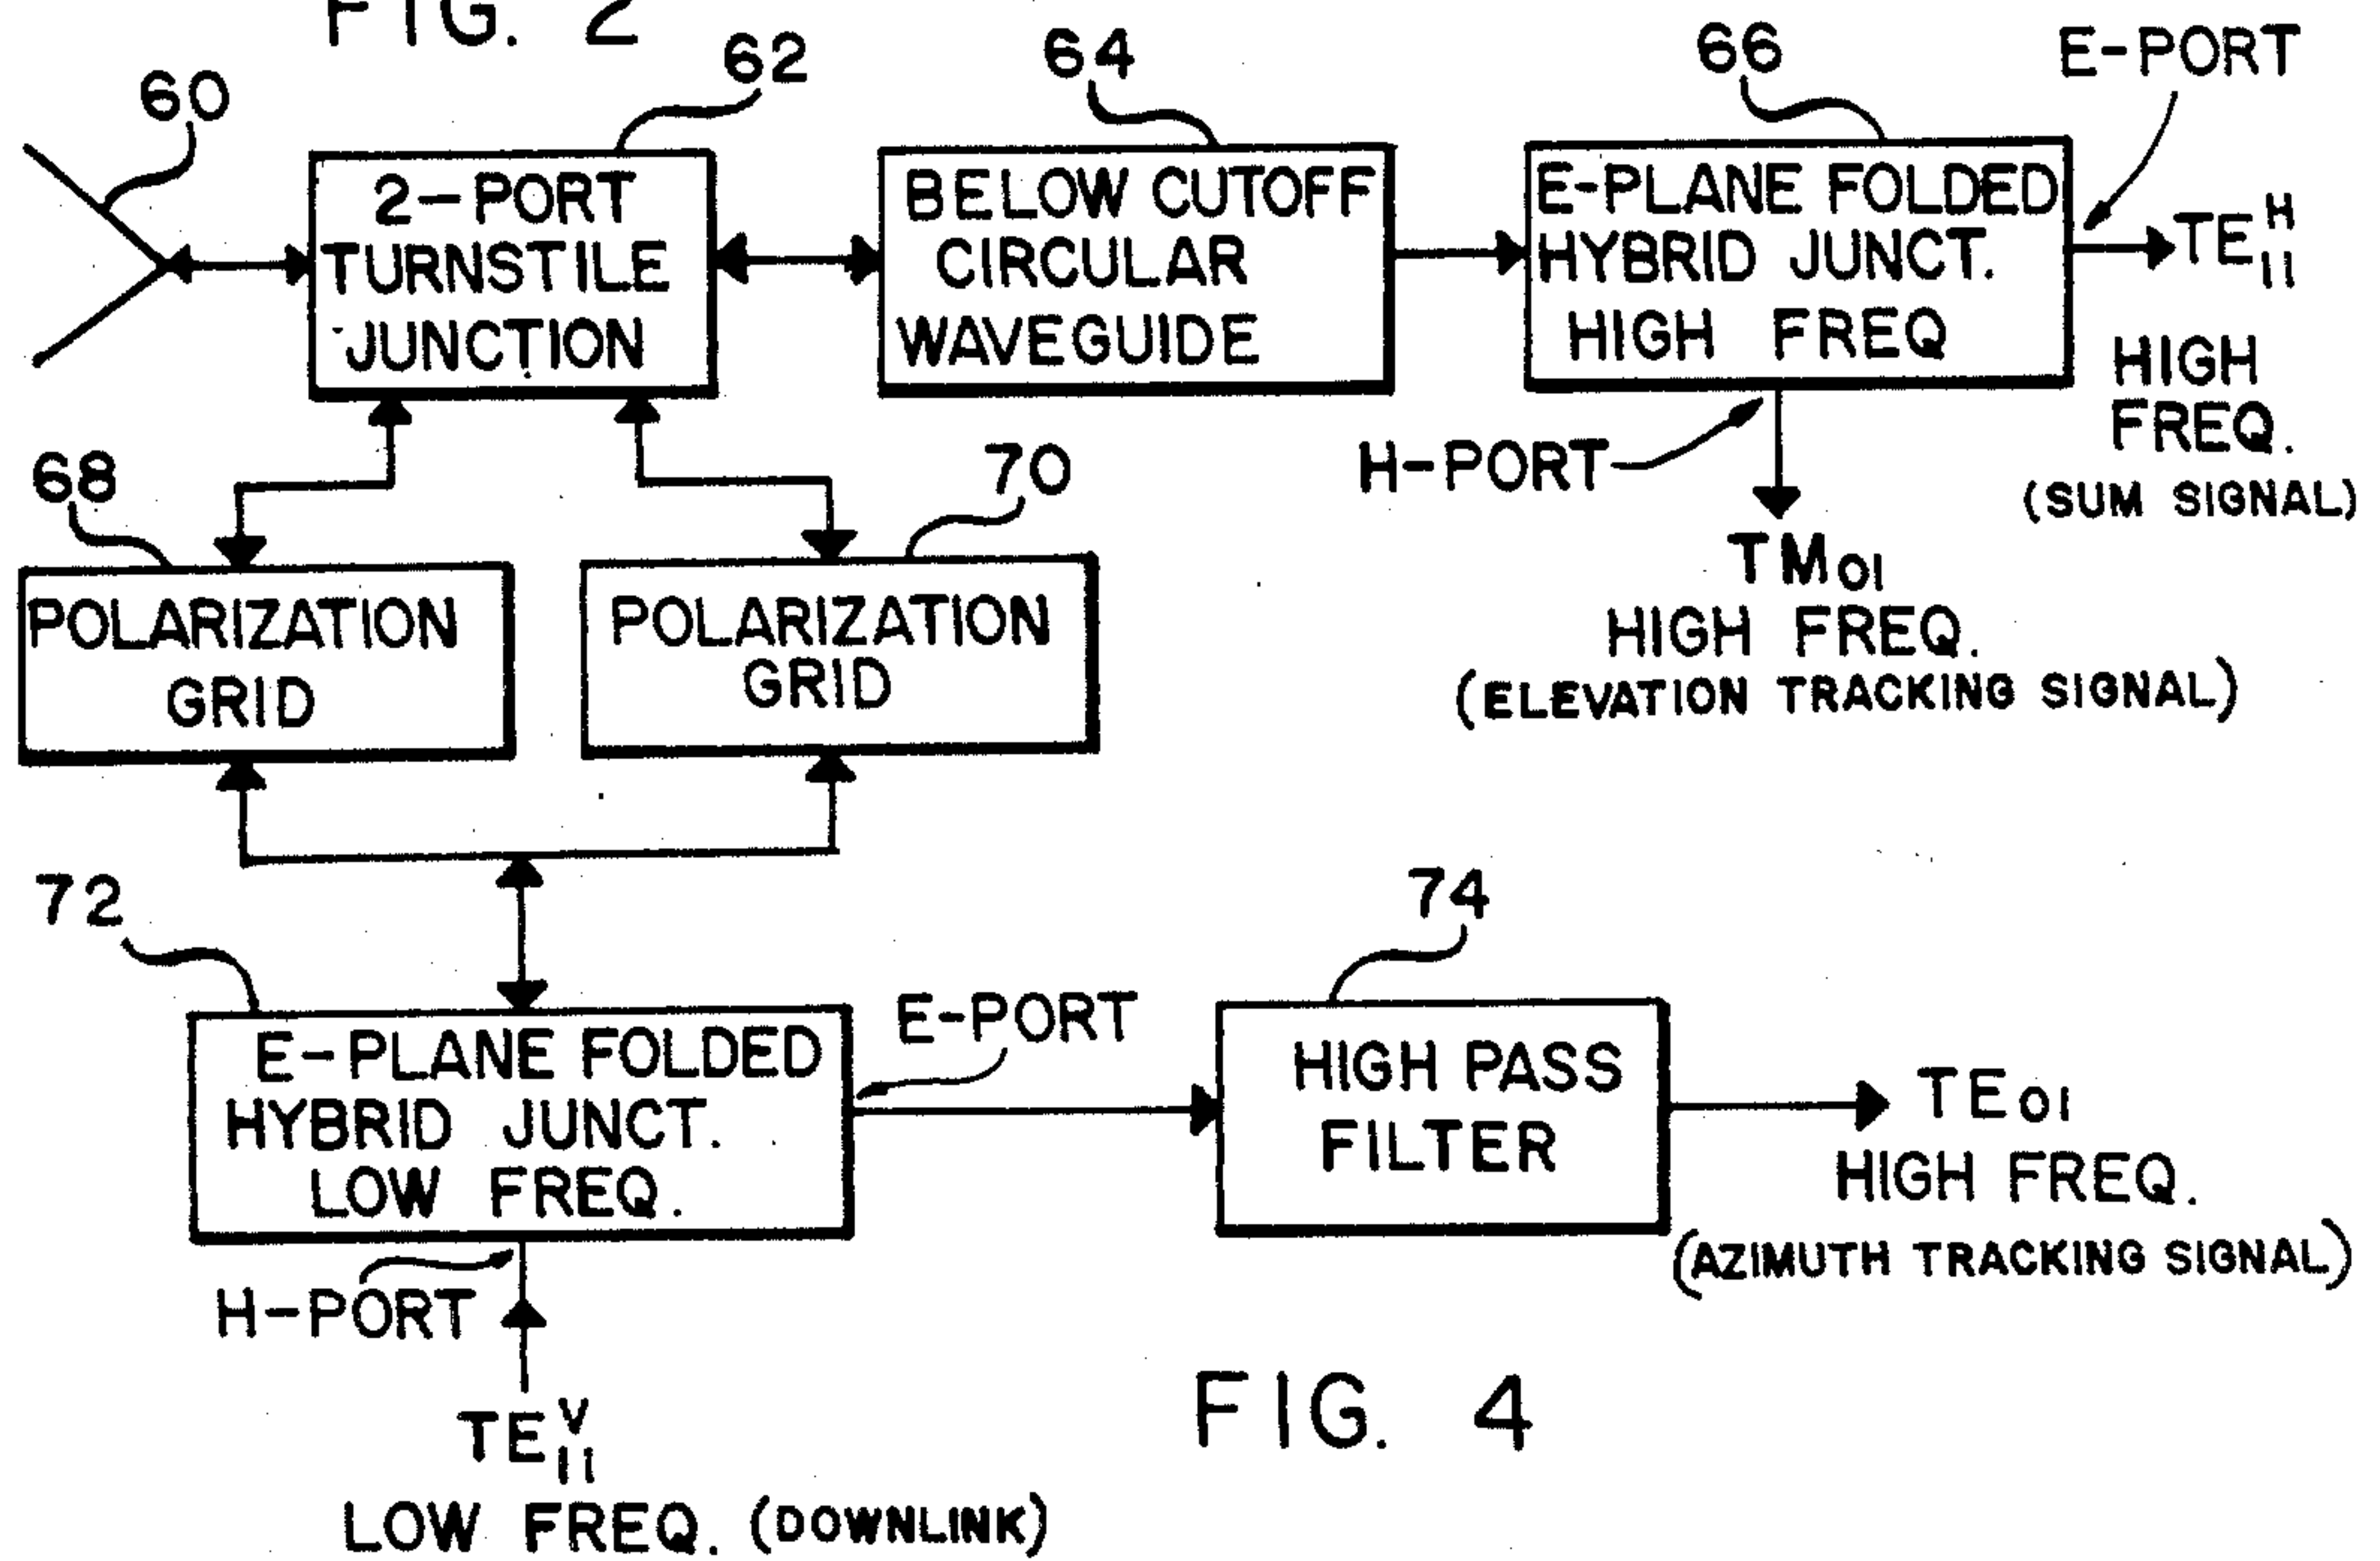 FIG. 2
60
62
64
66
E-PORT
2-PORT
TURNSTILE
JUNCTION
BELOW CUTOFF
CIRCULAR
WAVEGUIDE
E-PLANE FOLDED
HYBRID JUNCT.
HIGH FREQ
TE H 11
HIGH
FREQ.
(SUM SIGNAL)
H-PORT
TM01
HIGH FREQ.
(ELEVATION TRACKING SIGNAL)
68
70
POLARIZATION
GRID
POLARIZATION
GRID
72
74
E-PLANE FOLDED
HYBRID JUNCT.
LOW FREQ.
E-PORT
HIGH PASS
FILTER
TE01
HIGH FREQ.
(AZIMUTH TRACKING SIGNAL)
H-PORT
TE V 11
LOW FREQ. (DOWNLINK)
FIG. 4